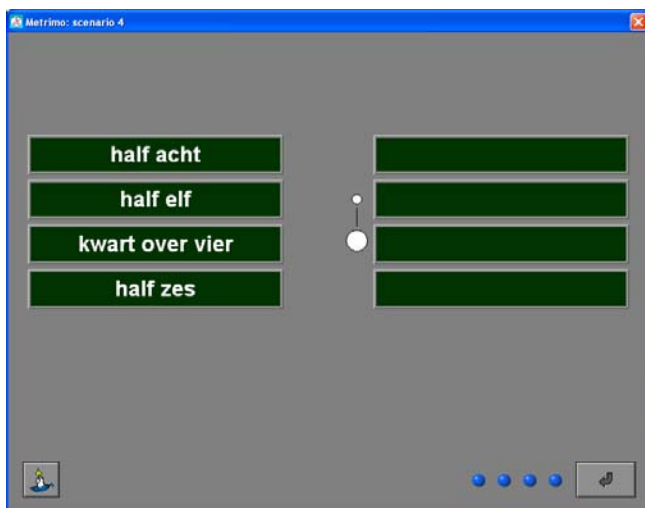 Metrimo: scenario 4
half acht
half elf
kwart over vier
half zes